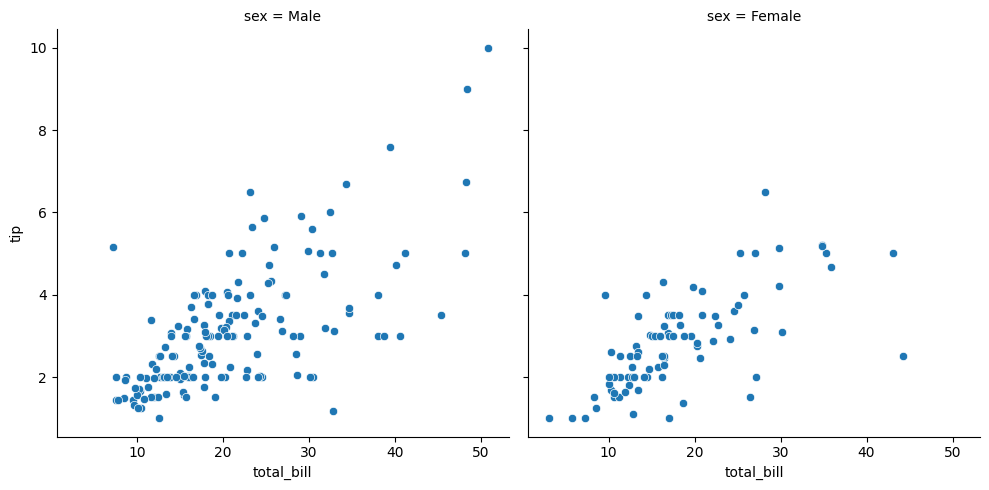 sex = Male
sex = Female
10
8
6
4
2
tip
10 20 30 40 50
10 20 30 40 50
total_bill
total_bill